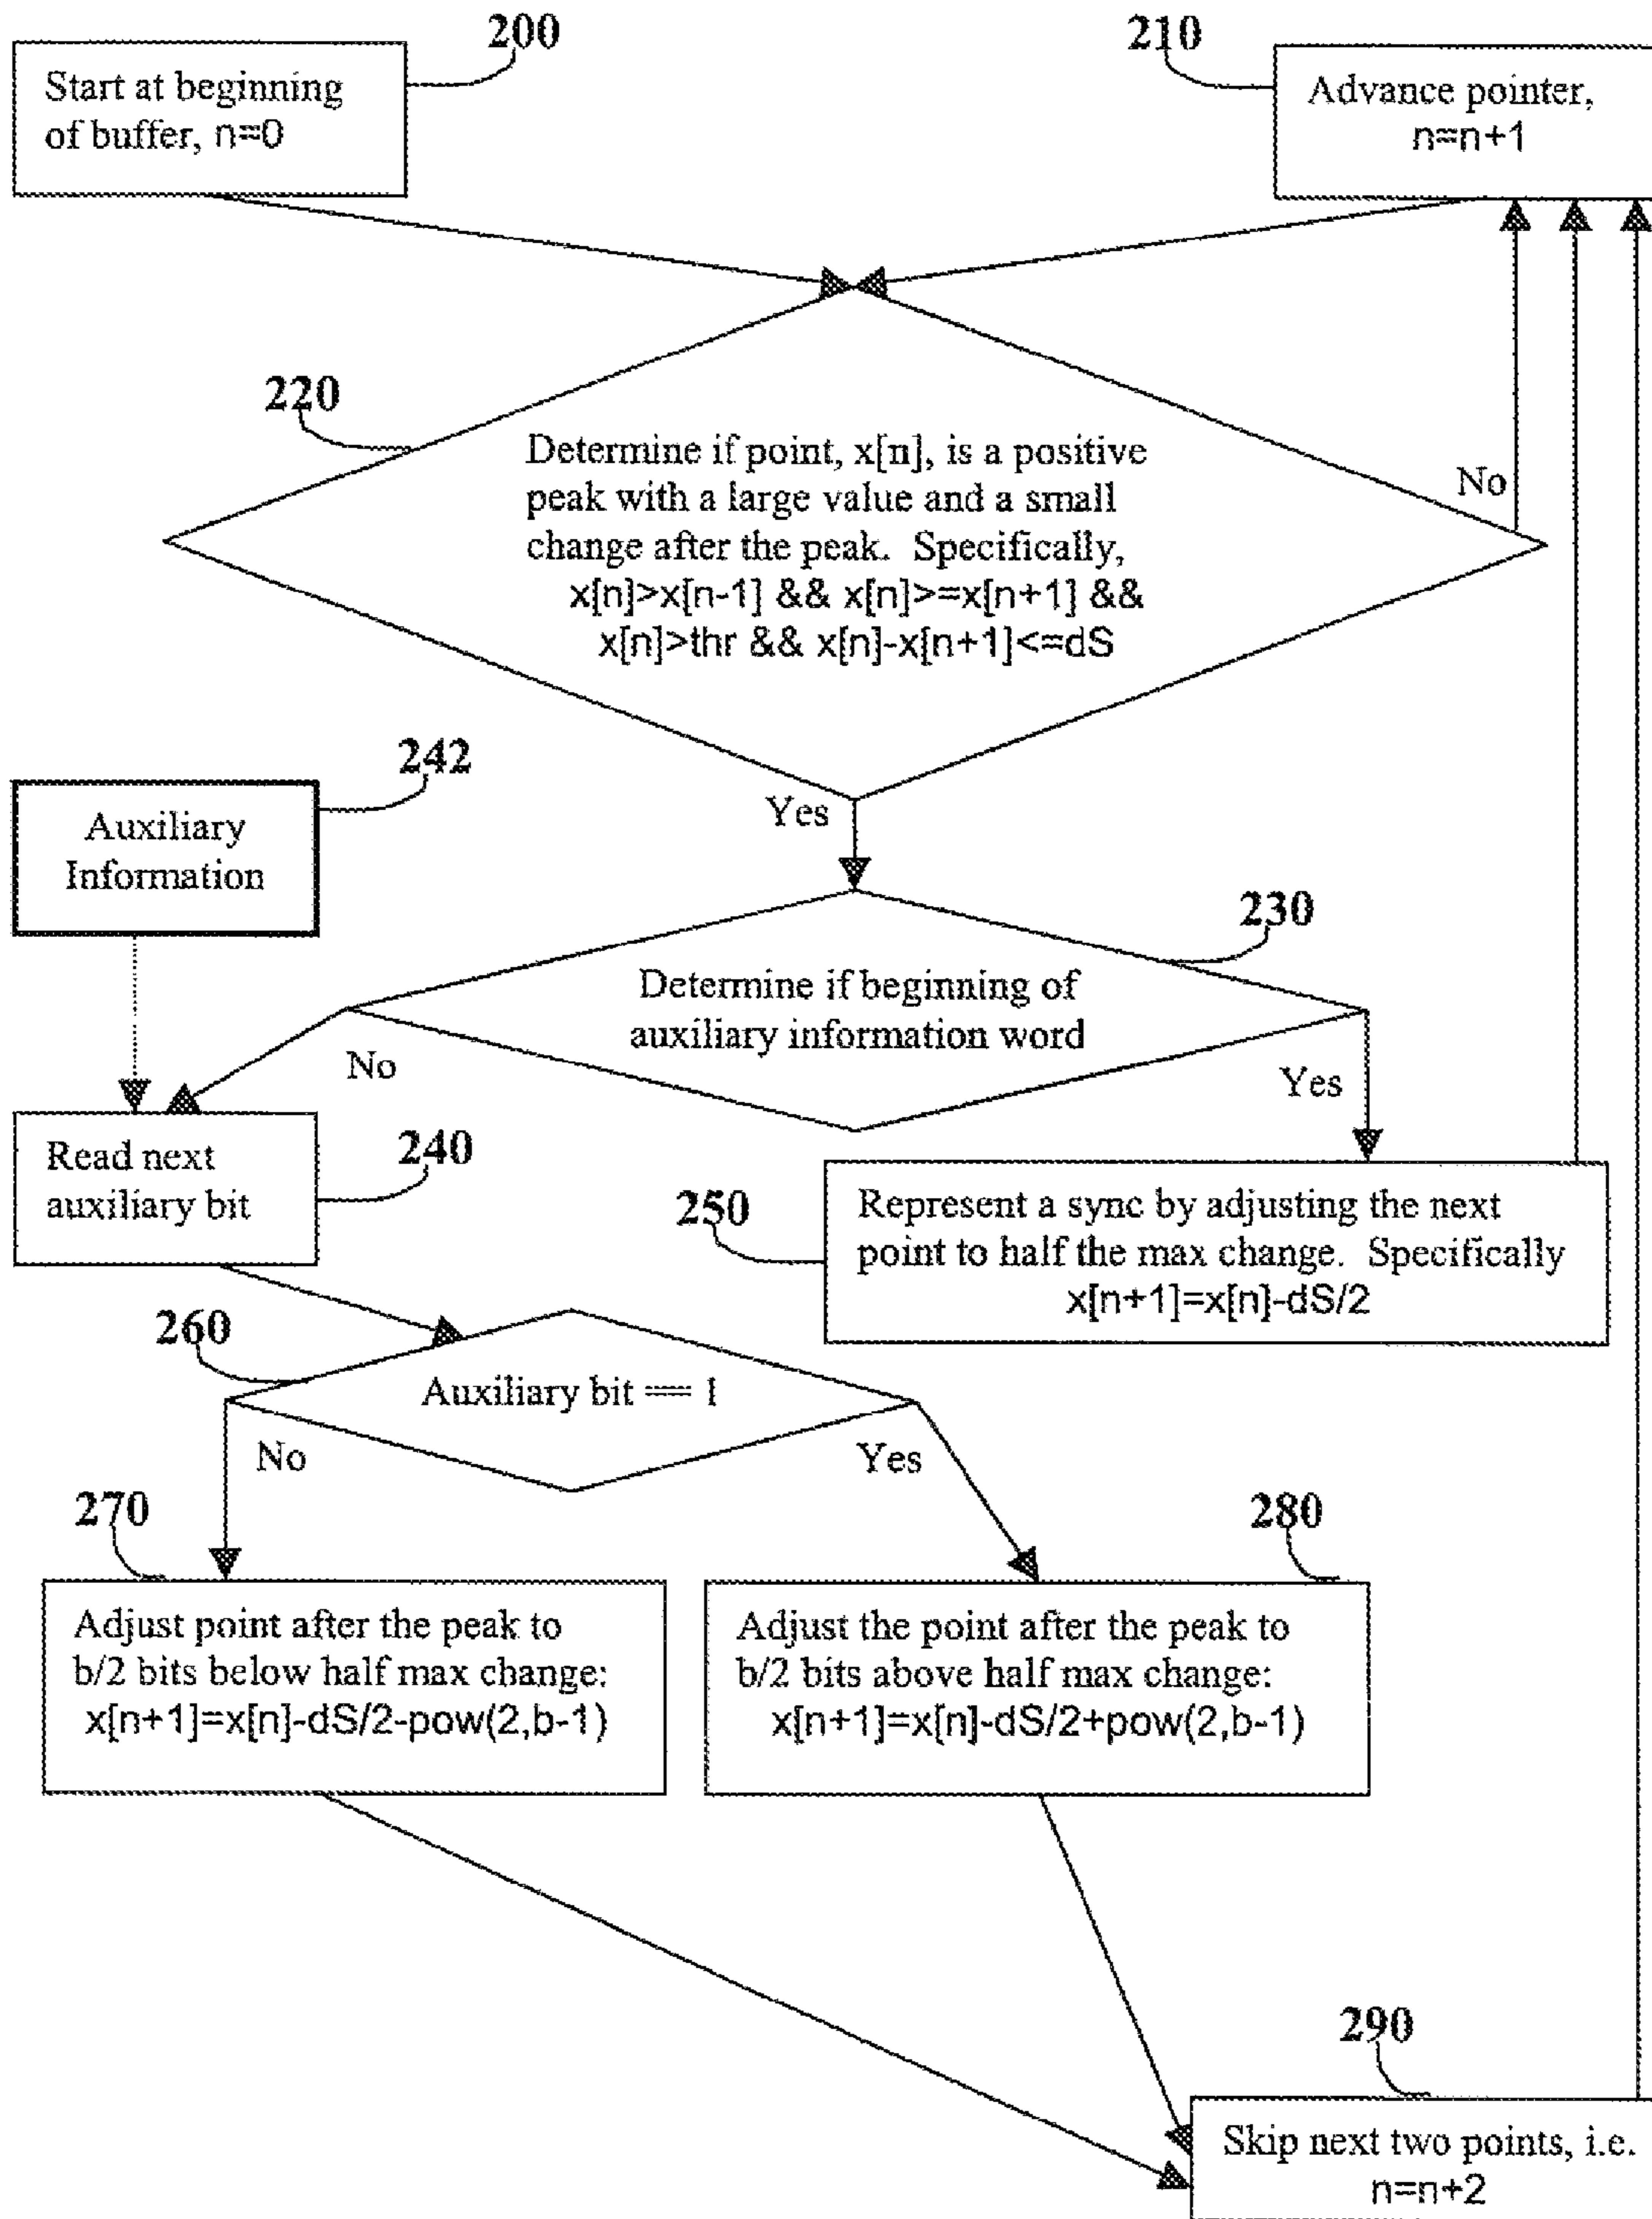 200
210
Start at beginning
of buffer, n=0
Advance pointer,
n=n+1
220
Determine if point, x[n], is a positive
peak with a large value and a small
change after the peak. Specifically,
x[n]>x[n-1] && x[n]>=x[n+1] &&
x[n]>thr && x[n]-x[n+1]<=dS
No
Yes
242
Auxiliary
Information
230
Determine if beginning of
auxiliary information word
No
Yes
Read next
auxiliary bit
240
250
Represent a sync by adjusting the next
point to half the max change. Specifically
x[n+1]=x[n]-dS/2
260
Auxiliary bit == 1
No
Yes
270
280
Adjust point after the peak to
b/2 bits below half max change:
x[n+1]=x[n]-dS/2-pow(2,b-1)
Adjust the point after the peak to
b/2 bits above half max change:
x[n+1]=x[n]-dS/2+pow(2,b-1)
290
Skip next two points, i.e.
n=n+2